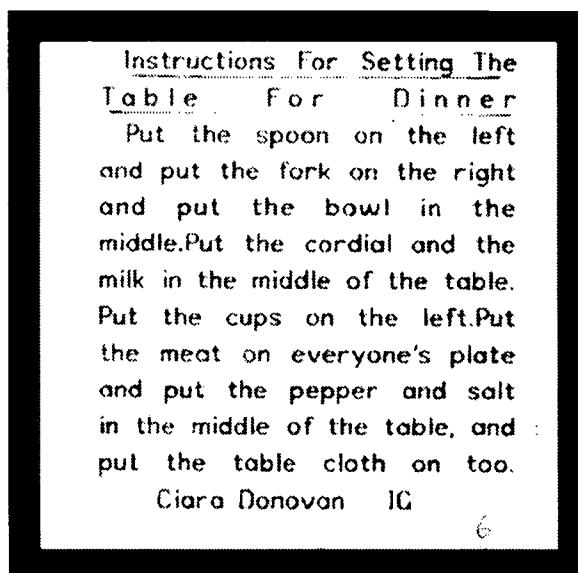 Instructions For Setting The
Table For Dinner
Put the spoon on the left
and put the fork on the right
and put the bowl in the
middle.Put the cordial and the
milk in the middle of the table.
Put the cups on the left.Put
the meat on everyone's plate
and put the pepper and salt
in the middle of the table, and
put the table cloth on too.
Ciara Donovan 1G
6